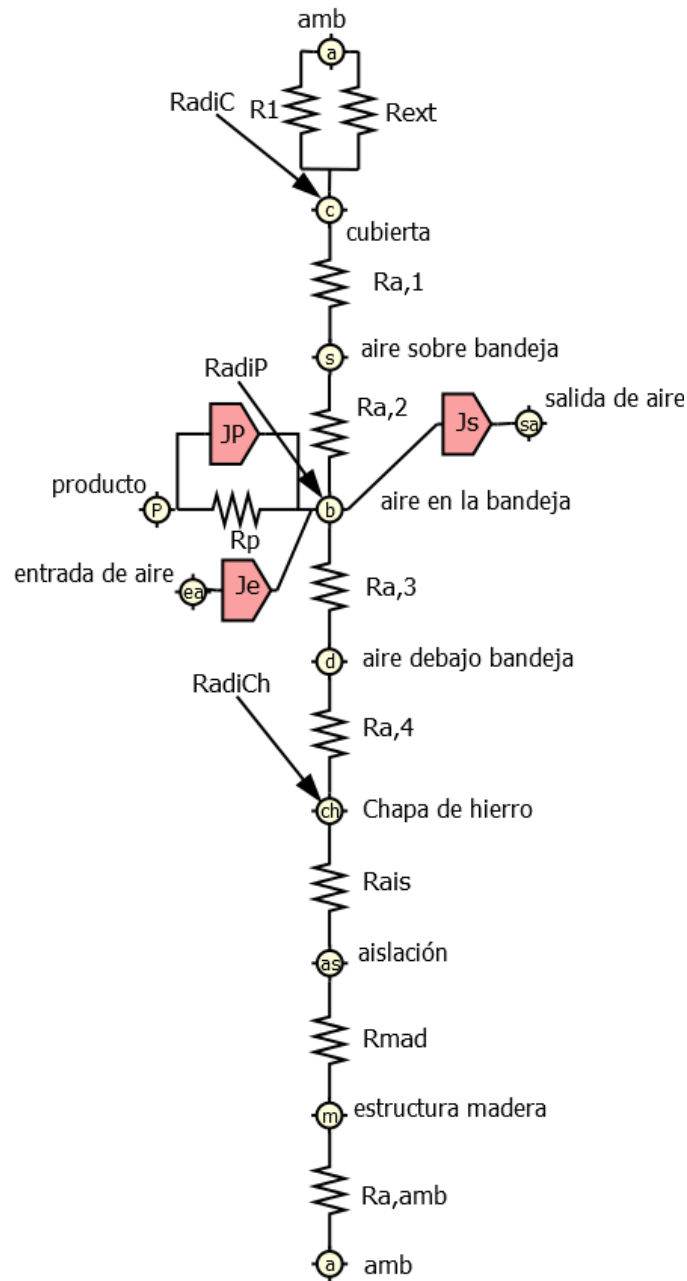 amb
a
RadiC
R1
Rext
c
cubierta
Ra,1
s
aire sobre bandeja
RadiP
Ra,2
salida de aire
Js
sa
JP
producto
P
Rp
b
aire en la bandeja
entrada de aire
ea
Je
Ra,3
d
aire debajo bandeja
RadiCh
Ra,4
ch
Chapa de hierro
Rais
as
aislación
Rmad
m
estructura madera
Ra,amb
a
amb